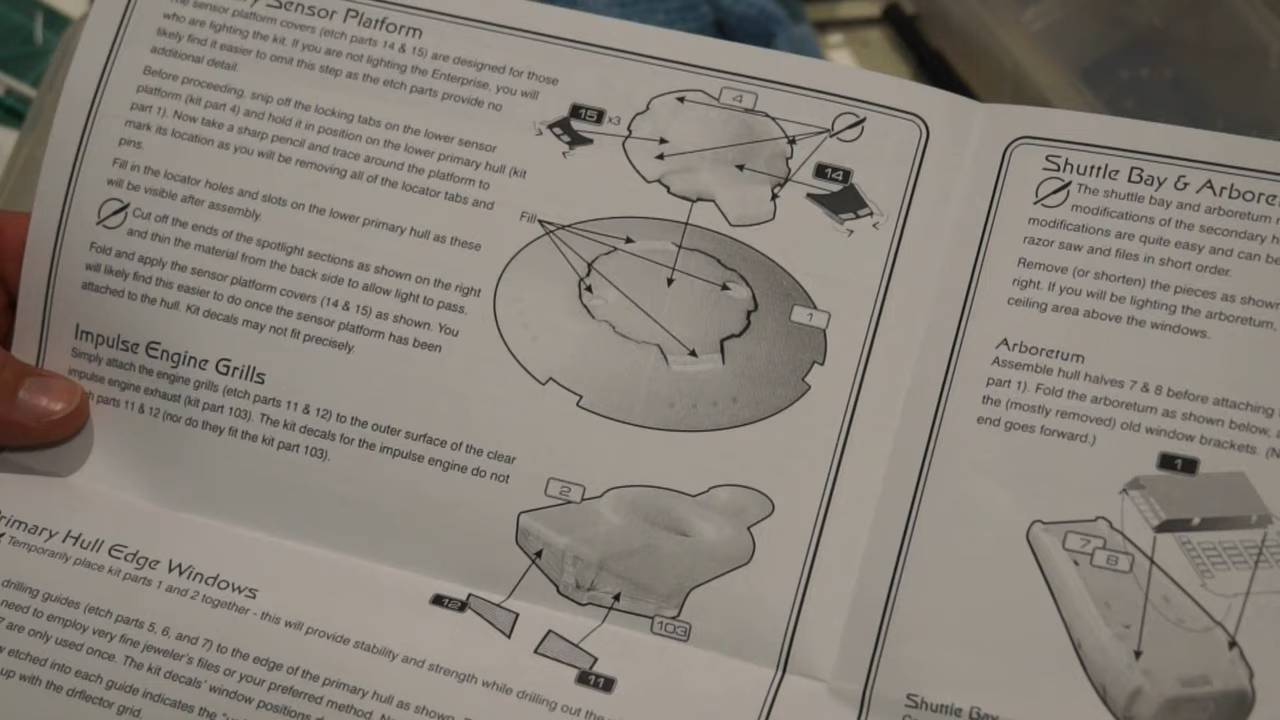 Sensor Platform
sensor platform covers (etch parts 14 & 15) are designed for those
who are lighting the kit. If you are not lighting the Enterprise, you will
likely find it easier to omit this step as the etch parts provide no
additional detail.
Before proceeding, snip off the locking tabs on the lower sensor
platform (kit part 4) and hold it in position on the lower primary hull (kit
part 1). Now take a sharp pencil and trace around the platform to
mark its location as you will be removing all of the locator tabs and
pins.
Fill in the locator holes and slots on the lower primary hull as these
will be visible after assembly.
Cut off the ends of the spotlight sections as shown on the right
and thin the material from the back side to allow light to pass.
Fold and apply the sensor platform covers (14 & 15) as shown. You
will likely find this easier to do once the sensor platform has been
attached to the hull. Kit decals may not fit precisely.
15 x3
4
14
Fill
1
Impulse Engine Grills
Simply attach the engine grills (etch parts 11 & 12) to the outer surface of the clear
impulse engine exhaust (kit part 103). The kit decals for the impulse engine do not
parts 11 & 12 (nor do they fit the kit part 103).
2
12
11
103
Primary Hull Edge Windows
Temporarily place kit parts 1 and 2 together - this will provide stability and strength while drilling out the
drilling guides (etch parts 5, 6, and 7) to the edge of the primary hull as shown.
need to employ very fine jeweler's files or your preferred method.
7 are only used once. The kit decals' window positions
etched into each guide indicates the
up with the drflector grid.
Shuttle Bay & Arbore
The shuttle bay and arboretum
modifications of the secondary h
modifications are quite easy and can be
razor saw and files in short order.
Remove (or shorten) the pieces as show
right. If you will be lighting the arboretum,
ceiling area above the windows.
Arboretum
Assemble hull halves 7 & 8 before attaching
part 1). Fold the arboretum as shown below,
the (mostly removed) old window brackets. (N
end goes forward.)
1
7
8
Shuttle Bay